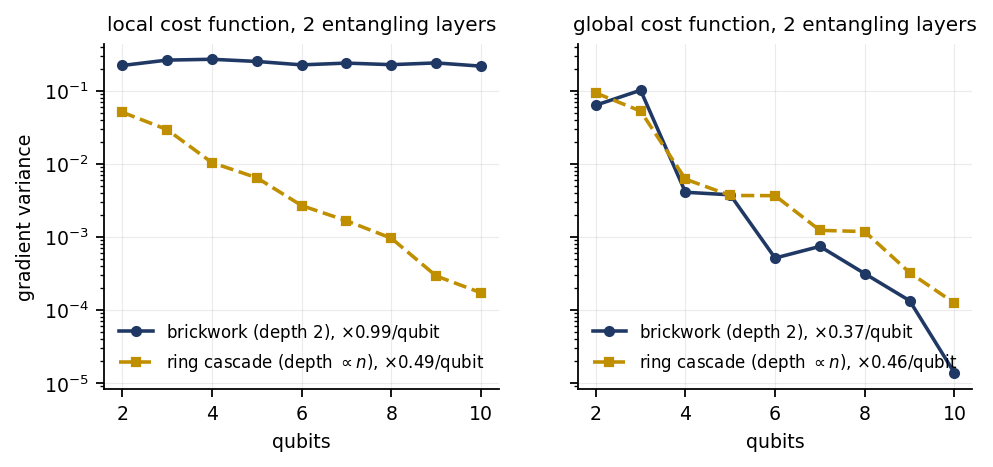 local cost function, 2 entangling layers
gradient variance
10⁻¹
10⁻²
10⁻³
10⁻⁴
10⁻⁵
brickwork (depth 2), ×0.99/qubit
ring cascade (depth ∝ n), ×0.49/qubit
2 4 6 8 10
qubits
global cost function, 2 entangling layers
brickwork (depth 2), ×0.37/qubit
ring cascade (depth ∝ n), ×0.46/qubit
2 4 6 8 10
qubits